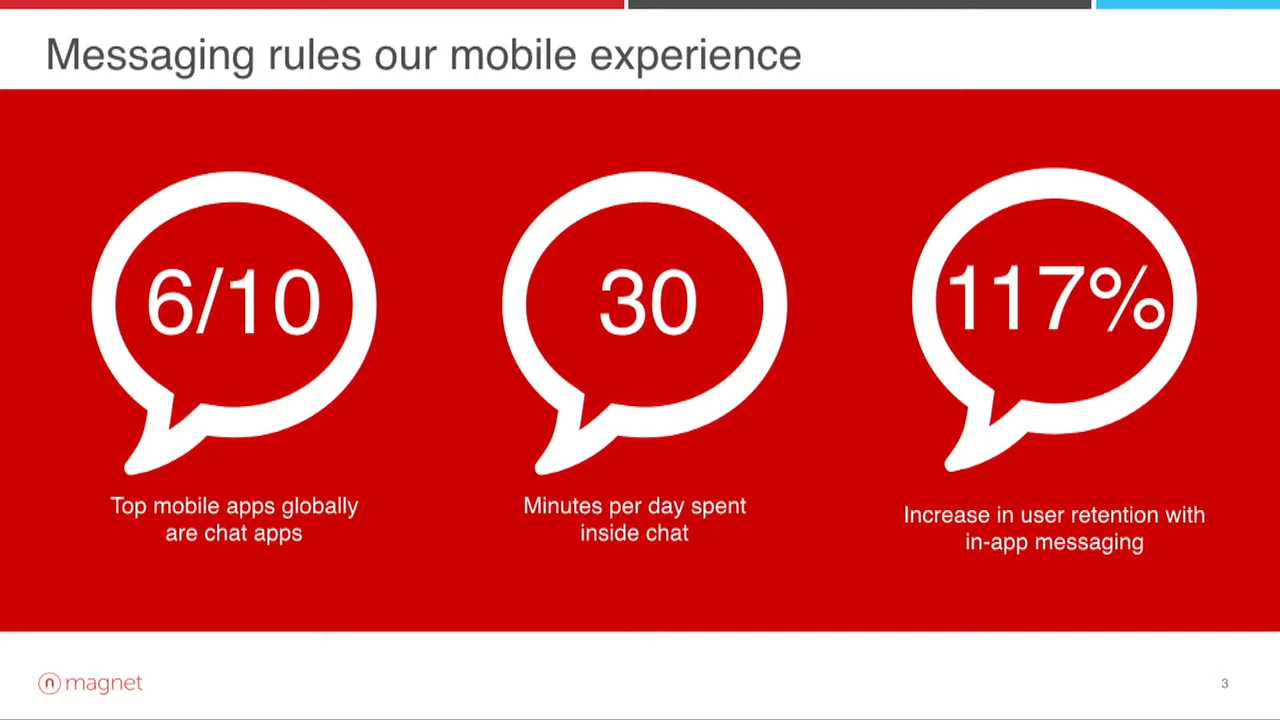 Messaging rules our mobile experience
6/10
Top mobile apps globally
are chat apps
30
Minutes per day spent
inside chat
117%
Increase in user retention with
in-app messaging
magnet
3